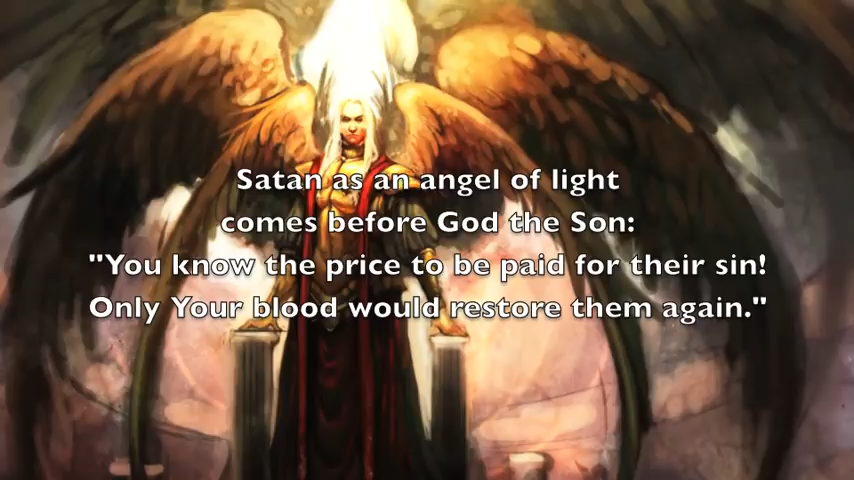 Satan as an angel of light
comes before God the Son:
"You know the price to be paid for their sin!
Only Your blood would restore them again."